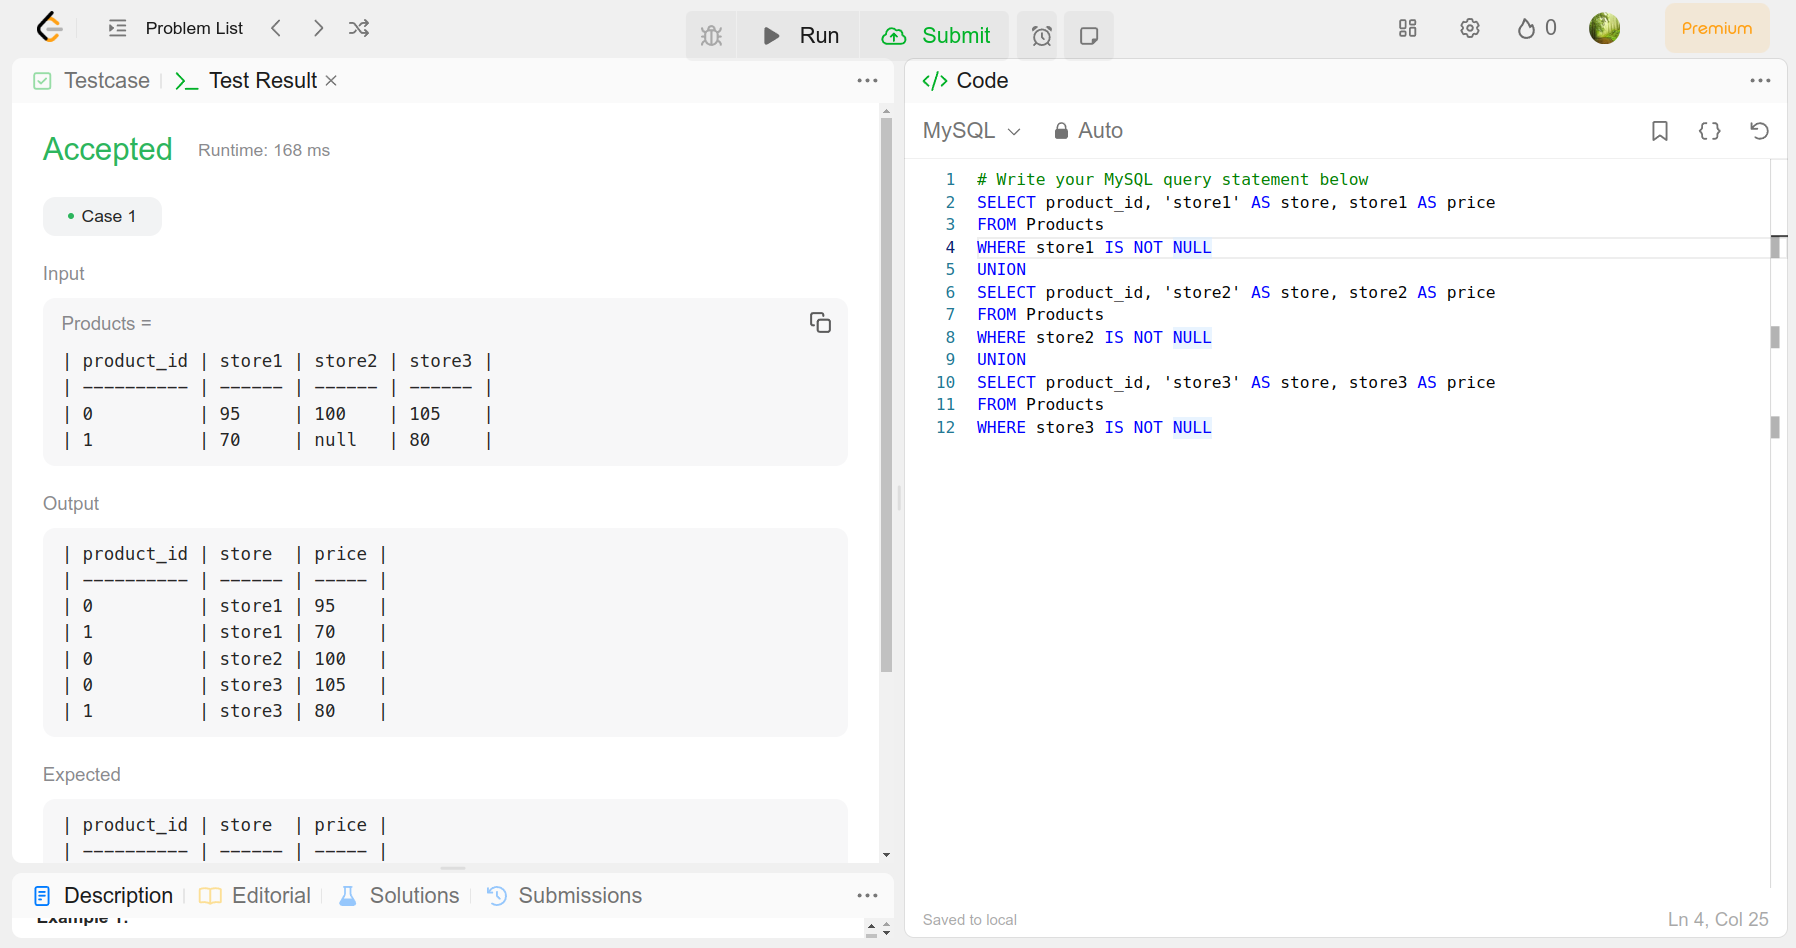 Problem List
Run
Submit
0
Premium
Testcase
Test Result
Accepted
Runtime: 168 ms
Case 1
Input
Products =
| product_id | store1 | store2 | store3 |
| ---------- | ------ | ------ | ------ |
| 0          | 95     | 100    | 105    |
| 1          | 70     | null   | 80     |
Output
| product_id | store  | price |
| ---------- | ------ | ----- |
| 0          | store1 | 95    |
| 1          | store1 | 70    |
| 0          | store2 | 100   |
| 0          | store3 | 105   |
| 1          | store3 | 80    |
Expected
| product_id | store  | price |
| ---------- | ------ | ----- |
Description
Editorial
Solutions
Submissions
Example 1:
Code
MySQL
Auto
1 # Write your MySQL query statement below
2 SELECT product_id, 'store1' AS store, store1 AS price
3 FROM Products
4 WHERE store1 IS NOT NULL
5 UNION
6 SELECT product_id, 'store2' AS store, store2 AS price
7 FROM Products
8 WHERE store2 IS NOT NULL
9 UNION
10 SELECT product_id, 'store3' AS store, store3 AS price
11 FROM Products
12 WHERE store3 IS NOT NULL
Saved to local
Ln 4, Col 25